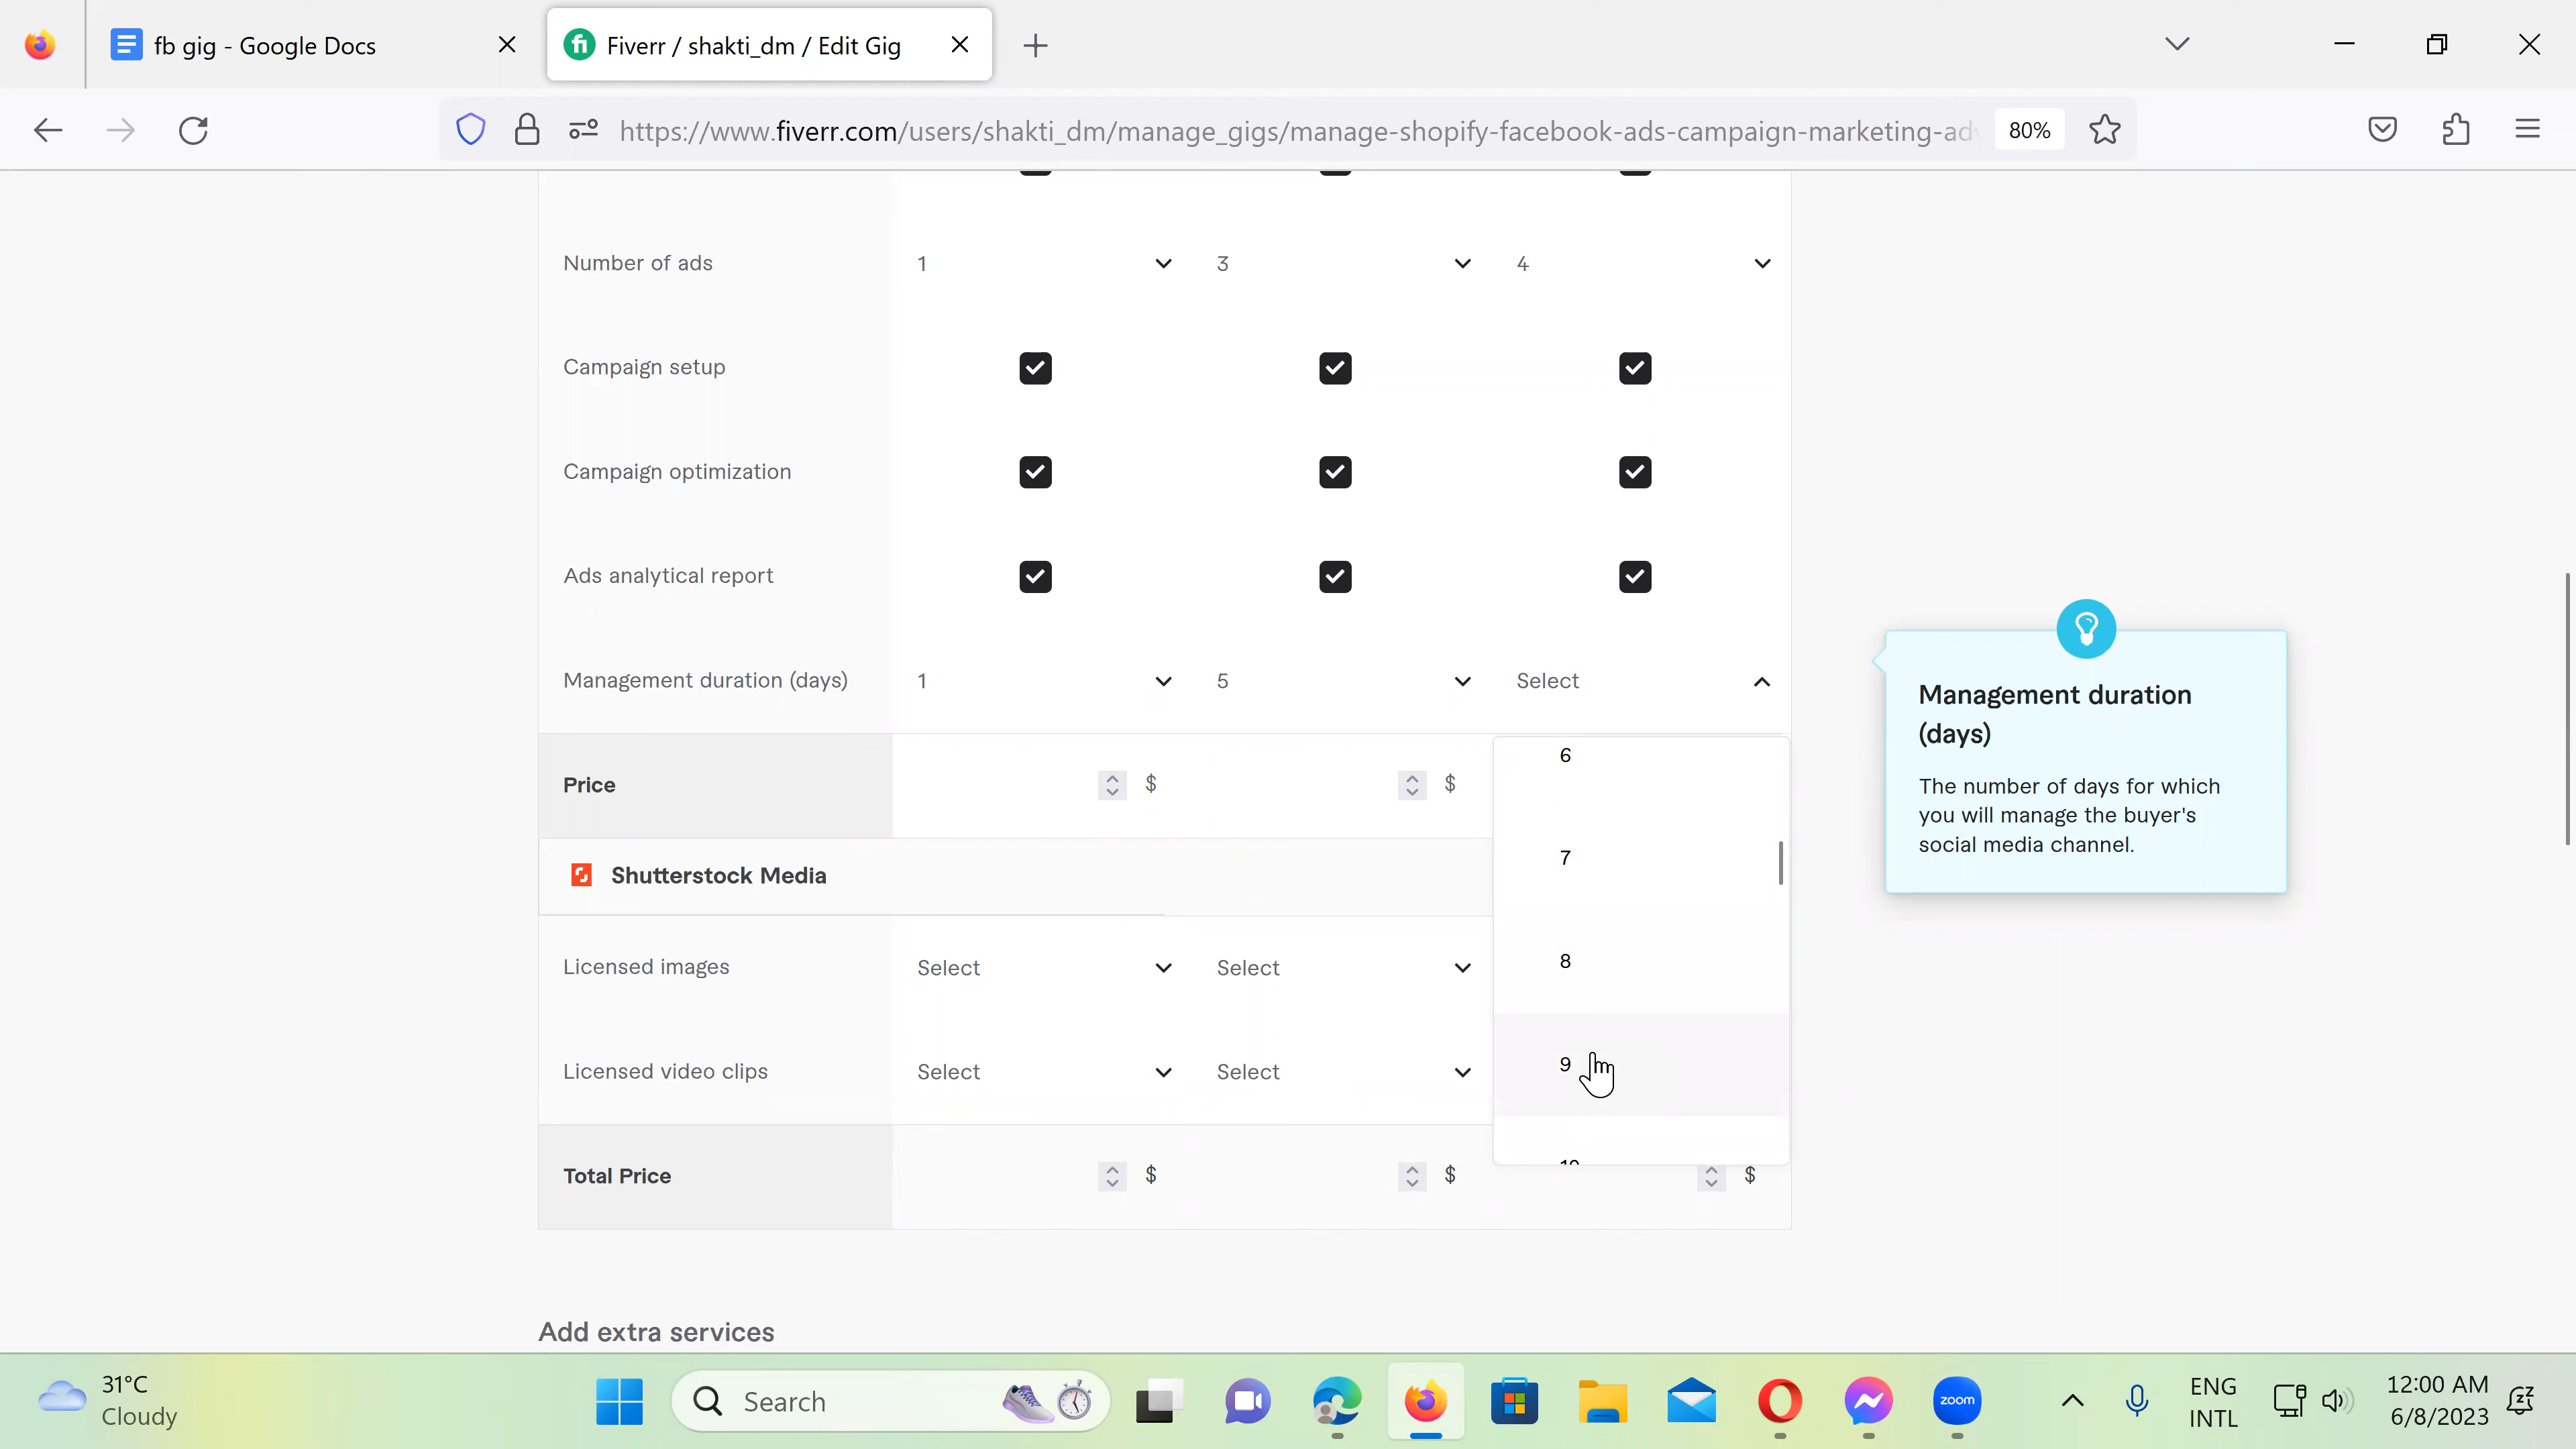 fb gig - Google Docs
Fiverr / shakti_dm / Edit Gig
https://www.fiverr.com/users/shakti_dm/manage_gigs/manage-shopify-facebook-ads-campaign-marketing-adv
80%
Number of ads 1 3 4
Campaign setup
Campaign optimization
Ads analytical report
Management duration (days) 1 5 Select
6
Price $ $
7
Shutterstock Media
8
Licensed images Select Select
9
Licensed video clips Select Select
10
Total Price $ $ $
Management duration
(days)
The number of days for which
you will manage the buyer's
social media channel.
Add extra services
31°C
Cloudy
Search
zoom
ENG
INTL
12:00 AM
6/8/2023